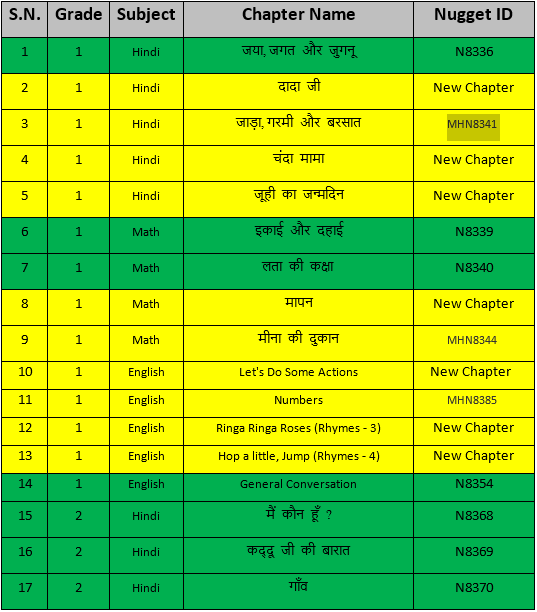 S.N. Grade Subject Chapter Name Nugget ID
1 1 Hindi जया, जगत और जुगनू N8336
2 1 Hindi दादा जी New Chapter
3 1 Hindi जाड़ा, गरमी और बरसात MHN8341
4 1 Hindi चंदा मामा New Chapter
5 1 Hindi जूही का जन्मदिन New Chapter
6 1 Math इकाई और दहाई N8339
7 1 Math लता की कक्षा N8340
8 1 Math मापन New Chapter
9 1 Math मीना की दुकान MHN8344
10 1 English Let's Do Some Actions New Chapter
11 1 English Numbers MHN8385
12 1 English Ringa Ringa Roses (Rhymes - 3) New Chapter
13 1 English Hop a little, Jump (Rhymes - 4) New Chapter
14 1 English General Conversation N8354
15 2 Hindi मैं कौन हूँ ? N8368
16 2 Hindi कद्दू जी की बारात N8369
17 2 Hindi गाँव N8370